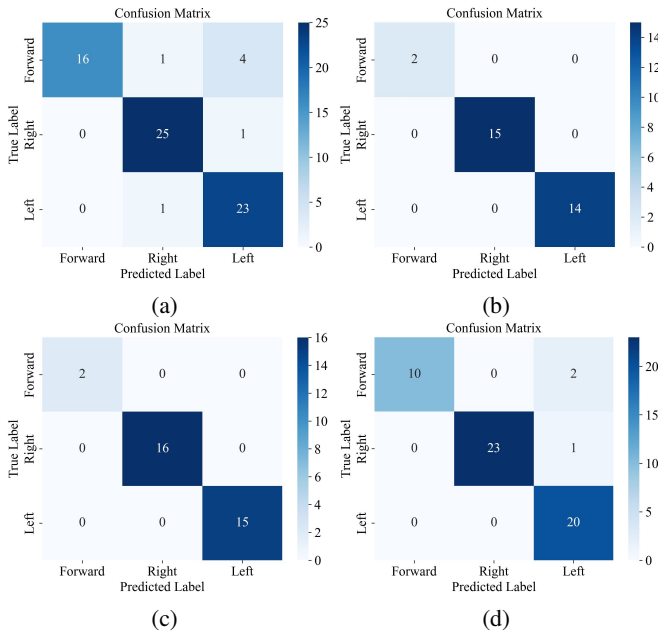 Confusion Matrix
Forward 16 1 4
Right 0 25 1
Left 0 1 23
True Label
Forward Right Left
Predicted Label
25
20
15
10
5
0
(a)
Confusion Matrix
Forward 2 0 0
Right 0 15 0
Left 0 0 14
True Label
Forward Right Left
Predicted Label
14
12
10
8
6
4
2
0
(b)
Confusion Matrix
Forward 2 0 0
Right 0 16 0
Left 0 0 15
True Label
Forward Right Left
Predicted Label
16
14
12
10
8
6
4
2
0
(c)
Confusion Matrix
Forward 10 0 2
Right 0 23 1
Left 0 0 20
True Label
Forward Right Left
Predicted Label
20
15
10
5
0
(d)